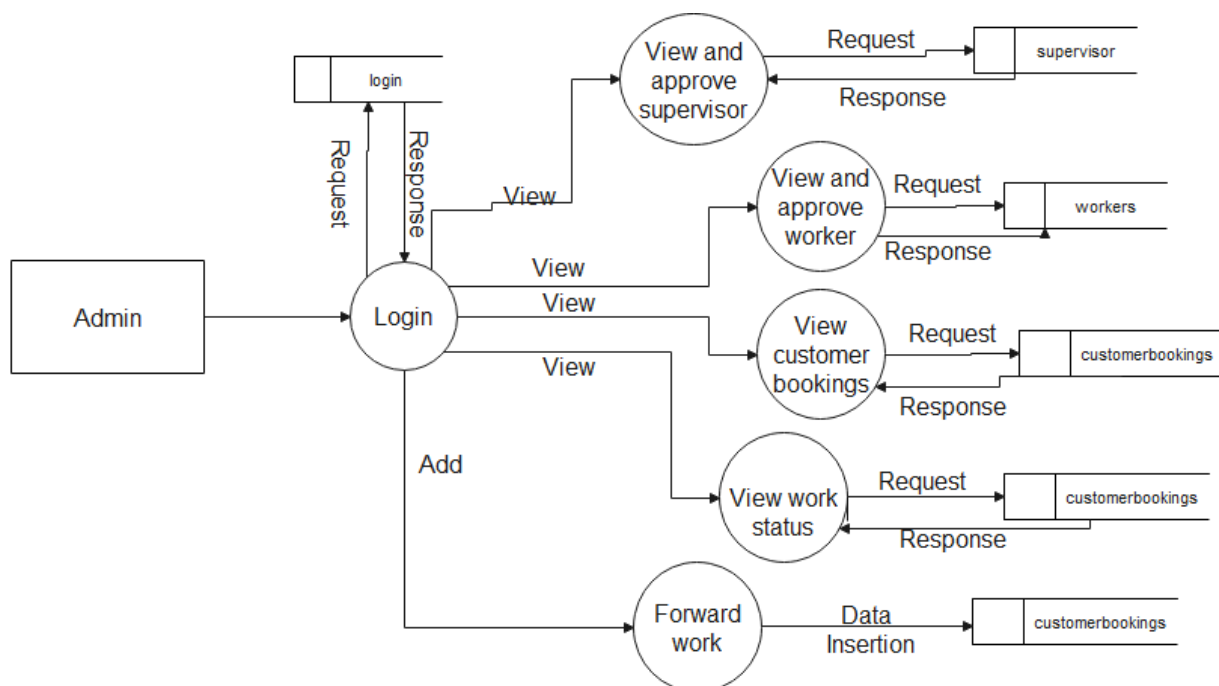 View and
approve
supervisor
Request
supervisor
Response
login
Request
Response
View
View and
approve
worker
Request
workers
Response
View
Admin
Login
View
View
customer
bookings
Request
customerbookings
Response
View
Add
View work
status
Request
customerbookings
Response
Forward
work
Data
Insertion
customerbookings